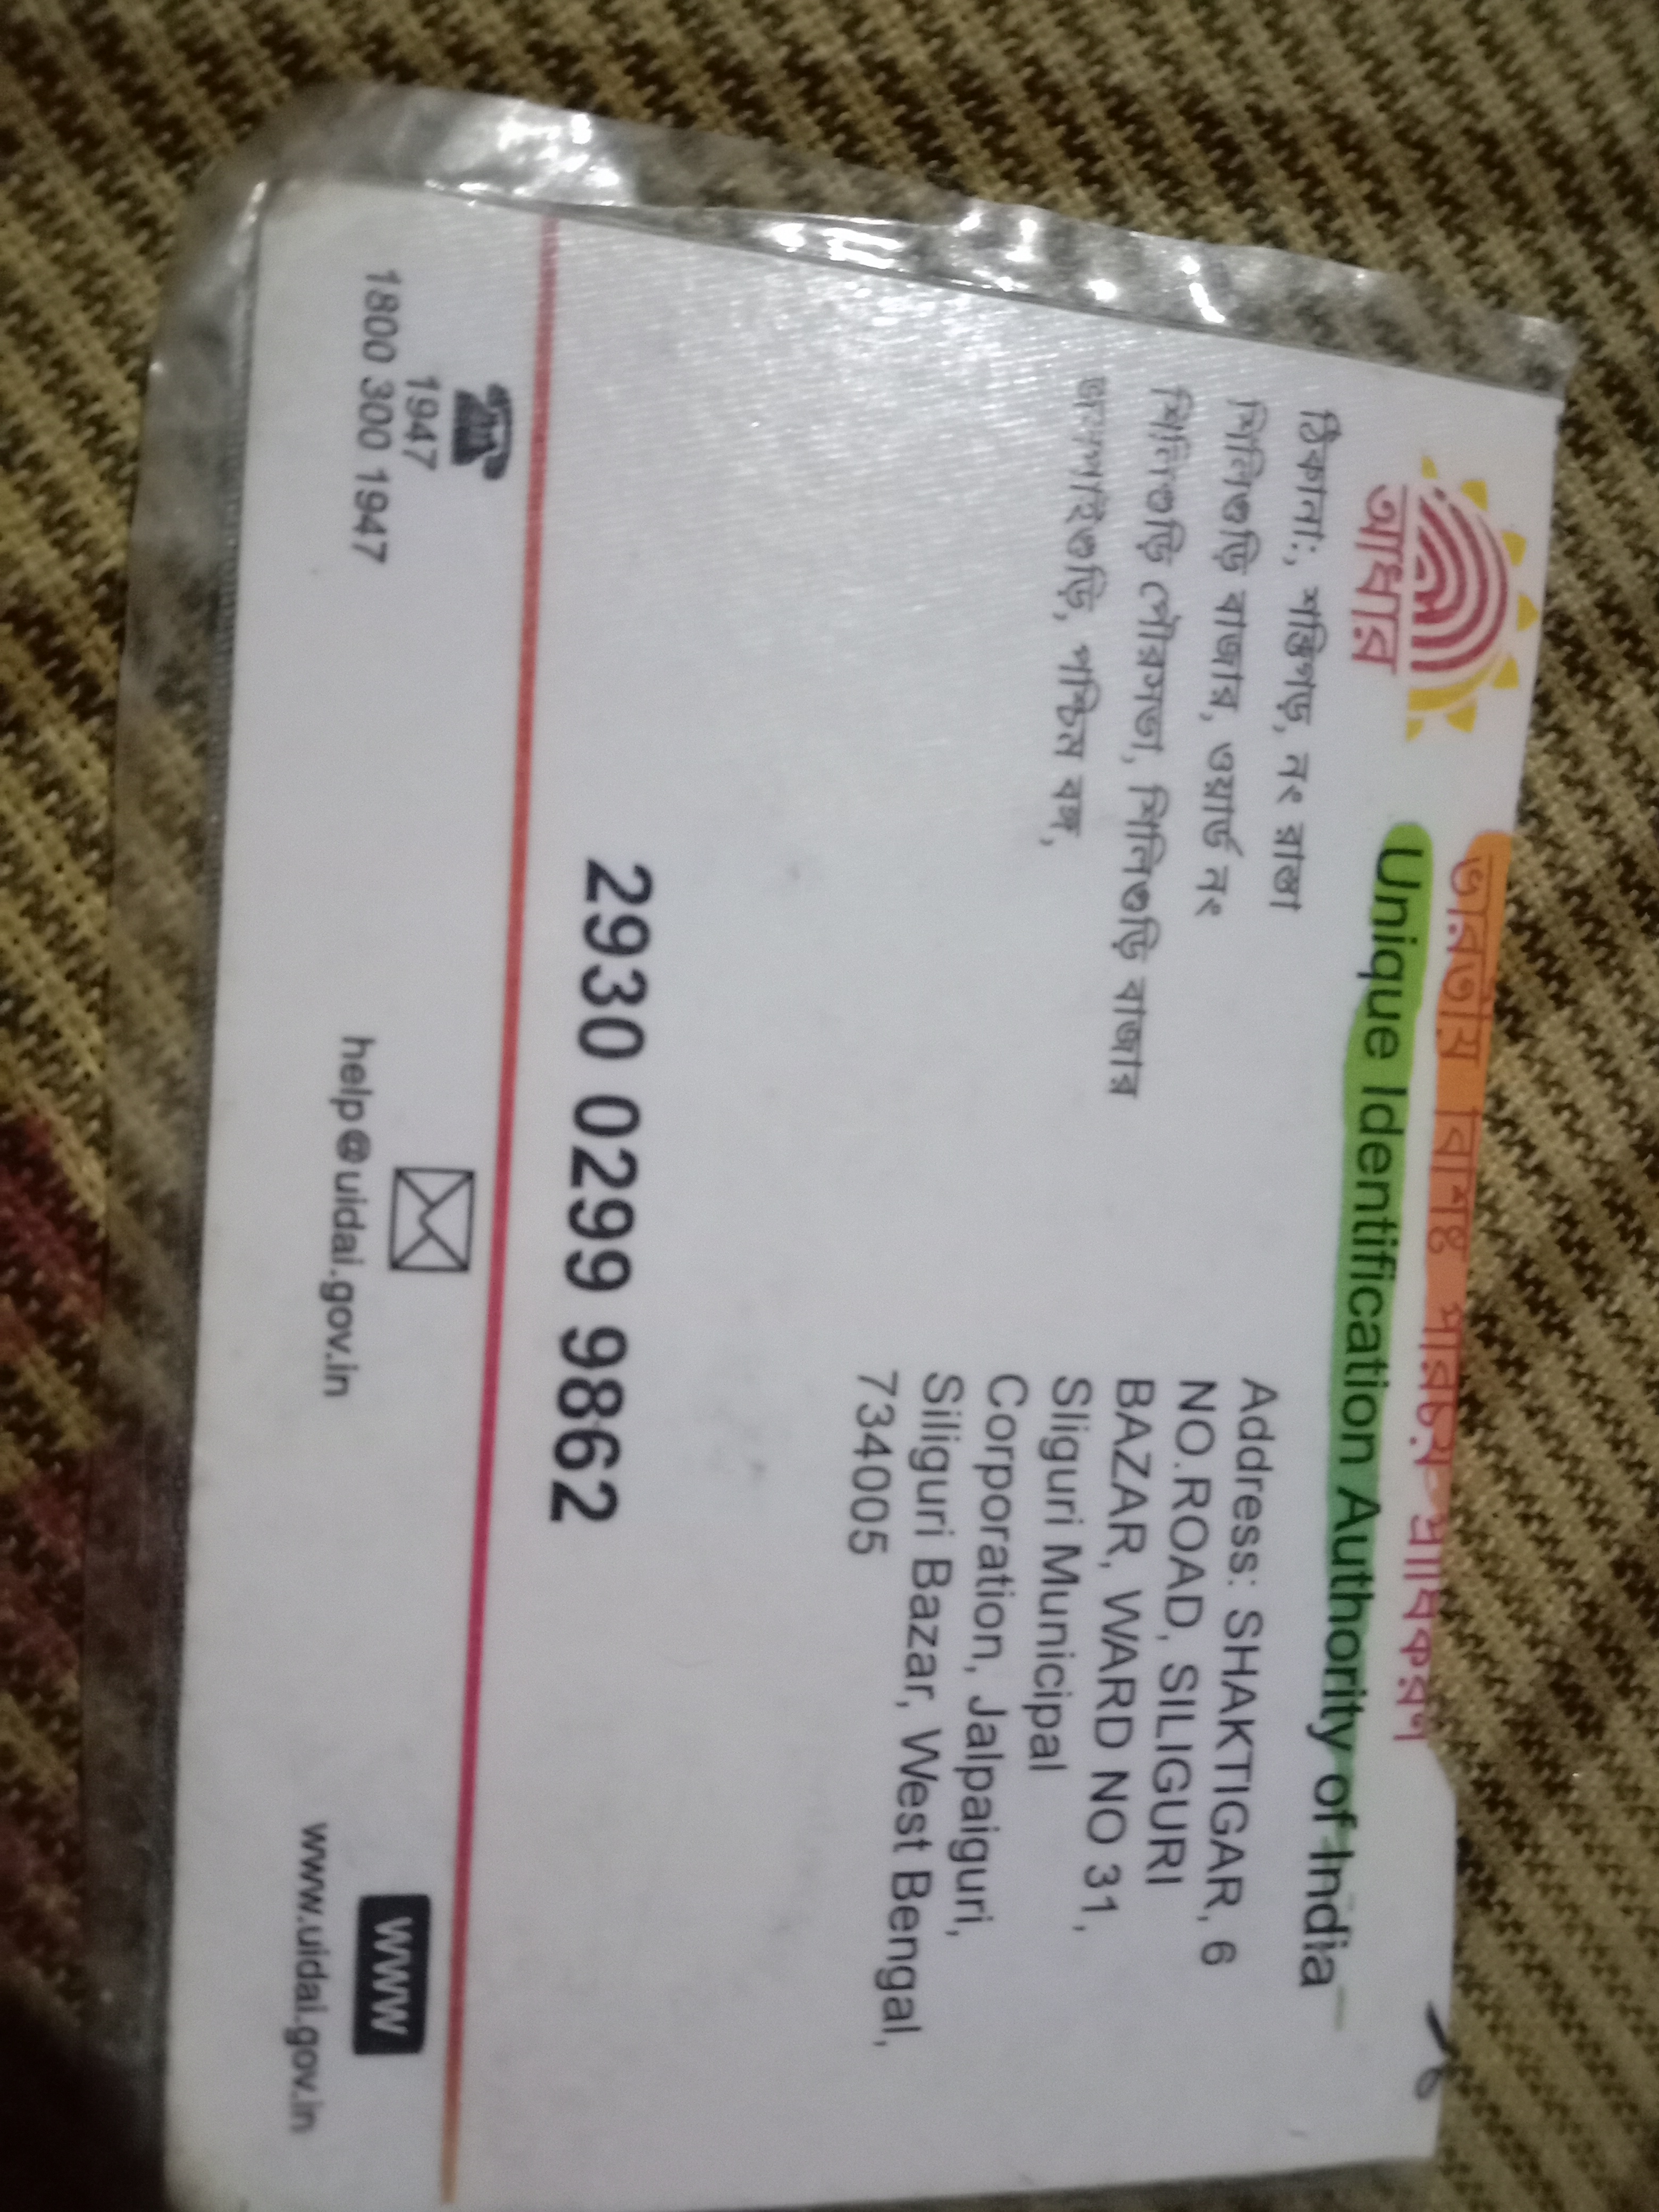 ভারতীয় বিশিষ্ট পরিচয় প্রাধিকরণ
Unique Identification Authority of India
আধার
ঠিকানা:, শক্তিগড়, নং রাস্তা
শিলিগুড়ি বাজার, ওয়ার্ড নং
শিলিগুড়ি পৌরসভা, শিলিগুড়ি বাজার
জলপাইগুড়ি, পশ্চিম বঙ্গ,
Address: SHAKTIGAR, 6
NO.ROAD, SILIGURI
BAZAR, WARD NO 31,
Sliguri Municipal
Corporation, Jalpaiguri,
Siliguri Bazar, West Bengal,
734005
2930 0299 9862
1947
1800 300 1947
help@uidai.gov.in
WWW
www.uidai.gov.in